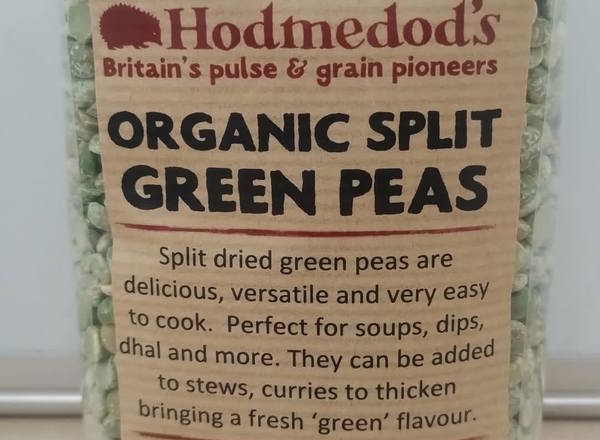 Hodmedod's
Britain's pulse & grain pioneers
ORGANIC SPLIT
GREEN PEAS
Split dried green peas are
delicious, versatile and very easy
to cook. Perfect for soups, dips,
dhal and more. They can be added
to stews, curries to thicken
bringing a fresh 'green' flavour.